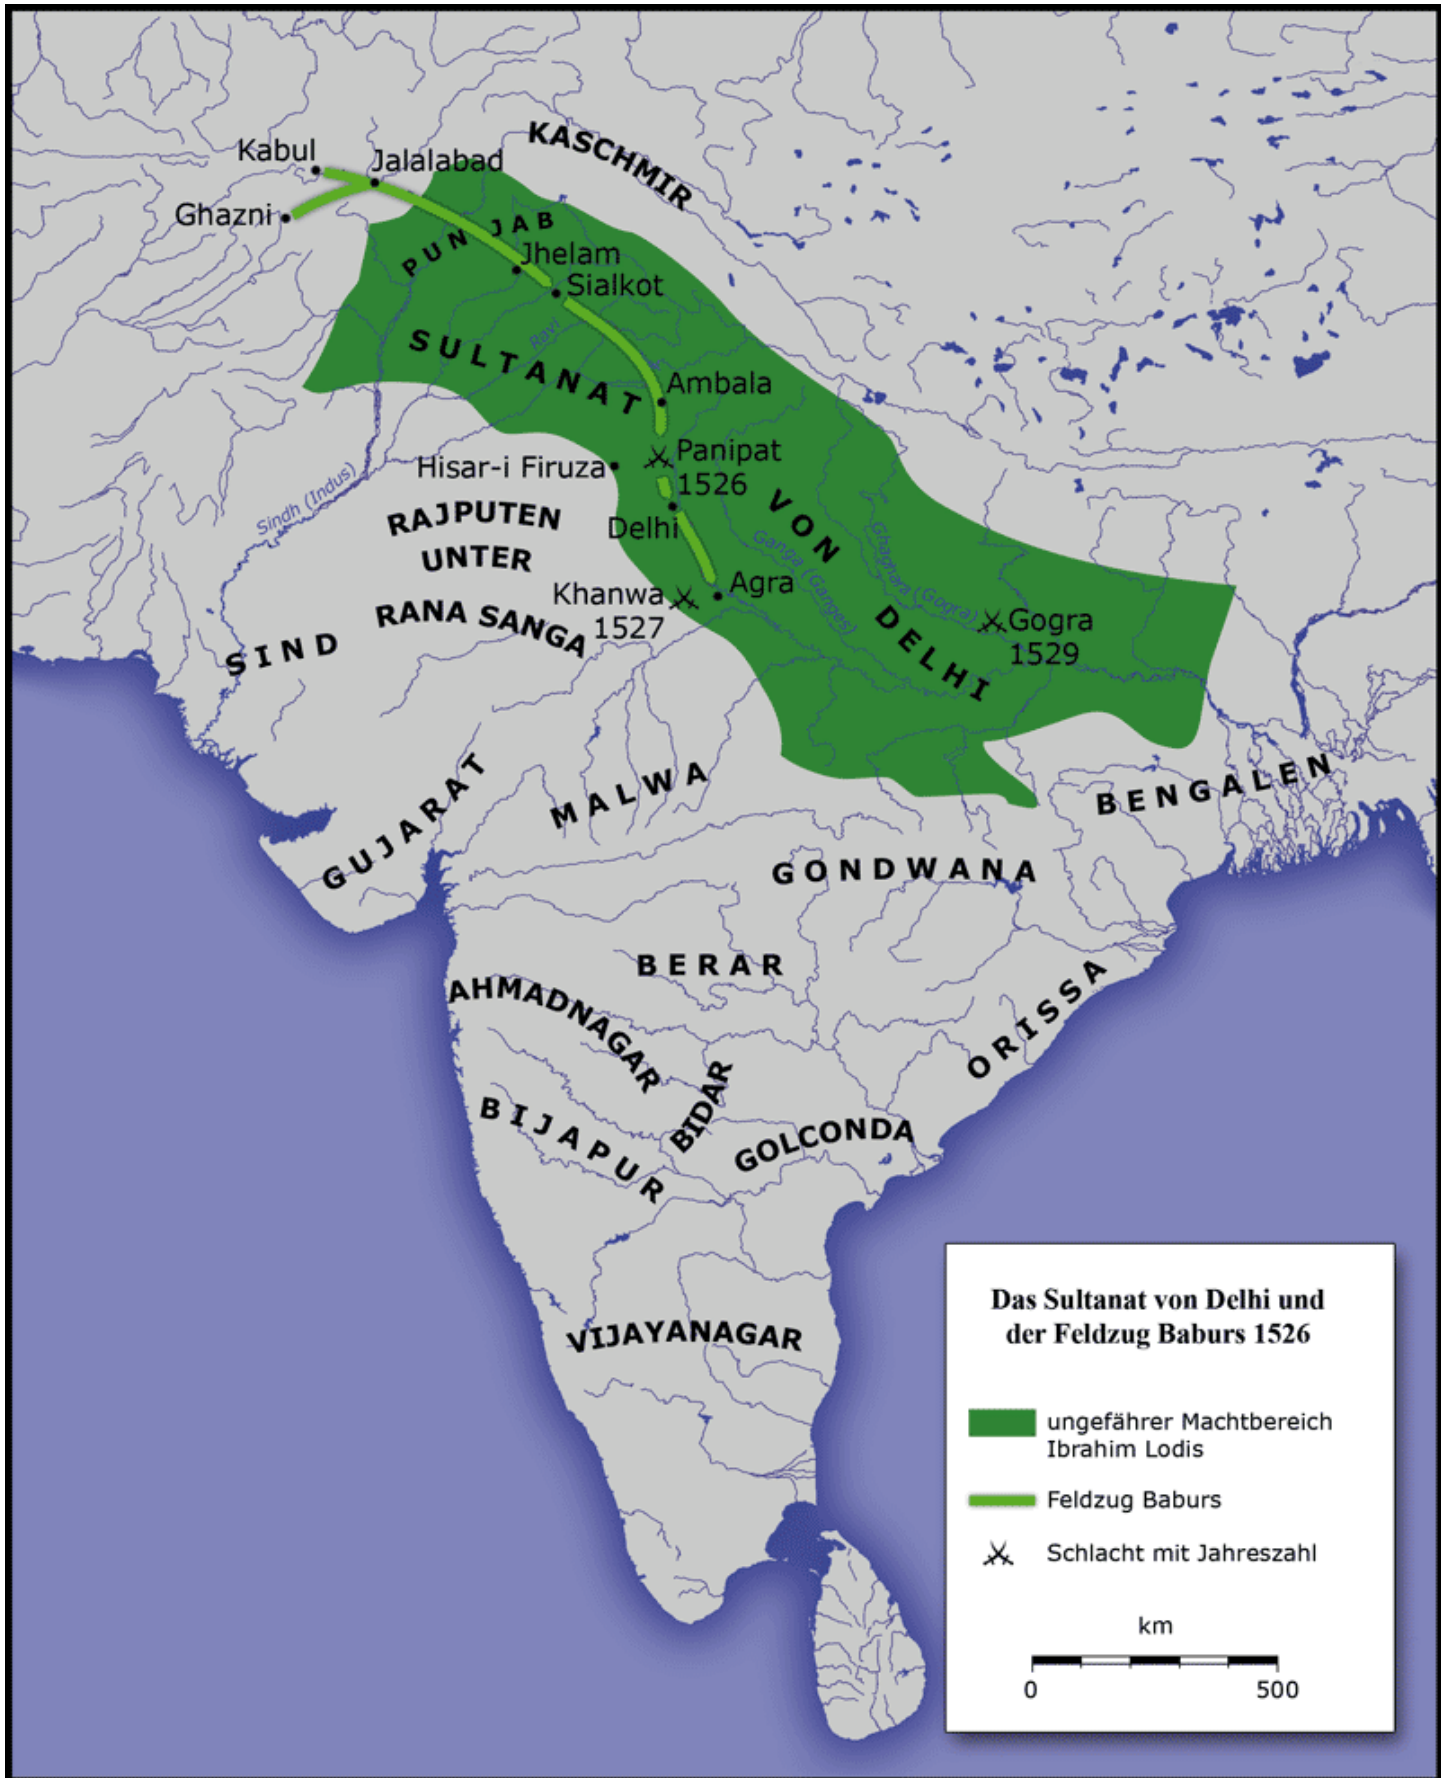 KASCHMIR
Kabul
Jalalabad
Ghazni
PUNJAB
Jhelam
Sialkot
Ravi
SULTANAT
Ambala
Panipat
1526
Hisar-i Firuza
Sindh (Indus)
RAJPUTEN
UNTER
RANA SANGA
VON
Delhi
Ganga (Ganges)
Ghaghara (Gogra)
Agra
Khanwa
1527
DELHI
Gogra
1529
SIND
GUJARAT
MALWA
BENGALEN
GONDWANA
BERAR
AHMADNAGAR
ORISSA
BIDAR
BIJAPUR
GOLCONDA
VIJAYANAGAR
Das Sultanat von Delhi und
der Feldzug Baburs 1526
ungefährer Machtbereich
Ibrahim Lodis
Feldzug Baburs
Schlacht mit Jahreszahl
km
0 500